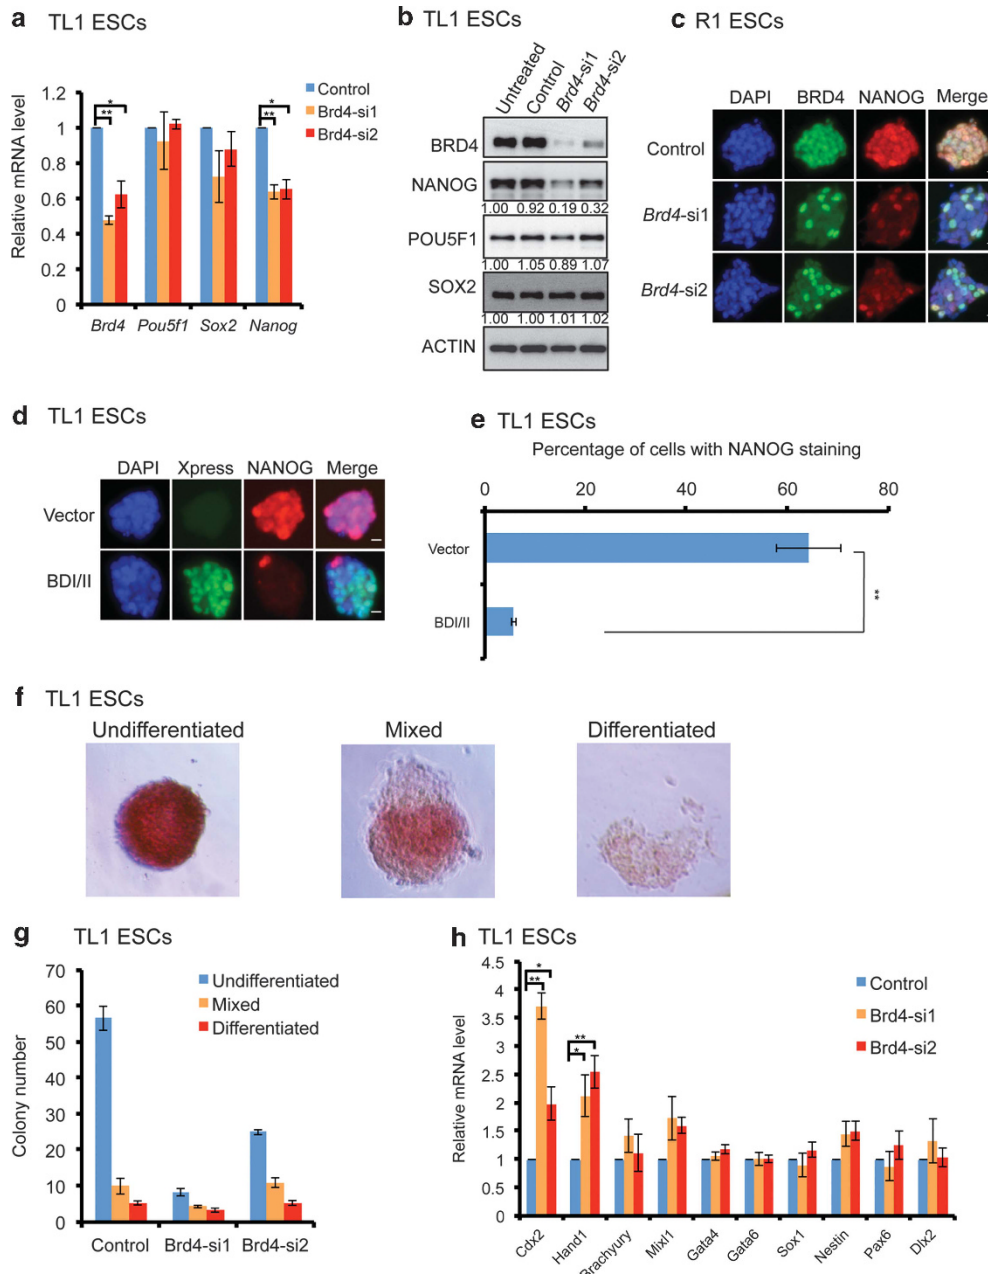 a TL1 ESCs
Relative mRNA level
1.2
1
0.8
0.6
0.4
0.2
0
* ** * **
Control
Brd4-si1
Brd4-si2
Brd4 Pou5f1 Sox2 Nanog
b TL1 ESCs
Untreated Control Brd4-si1 Brd4-si2
BRD4
NANOG
1.00 0.92 0.19 0.32
POU5F1
1.00 1.05 0.89 1.07
SOX2
1.00 1.00 1.01 1.02
ACTIN
c R1 ESCs
DAPI BRD4 NANOG Merge
Control
Brd4-si1
Brd4-si2
d TL1 ESCs
DAPI Xpress NANOG Merge
Vector
BDI/II
e TL1 ESCs
Percentage of cells with NANOG staining
0 20 40 60 80
Vector
BDI/II
**
f TL1 ESCs
Undifferentiated Mixed Differentiated
g TL1 ESCs
Colony number
70
60
50
40
30
20
10
0
Undifferentiated
Mixed
Differentiated
Control Brd4-si1 Brd4-si2
h TL1 ESCs
Relative mRNA level
4.5
4
3.5
3
2.5
2
1.5
1
0.5
0
* ** ** *
Control
Brd4-si1
Brd4-si2
Cdx2 Hand1 Brachyury Mixl1 Gata4 Gata6 Sox1 Nestin Pax6 Dlx2